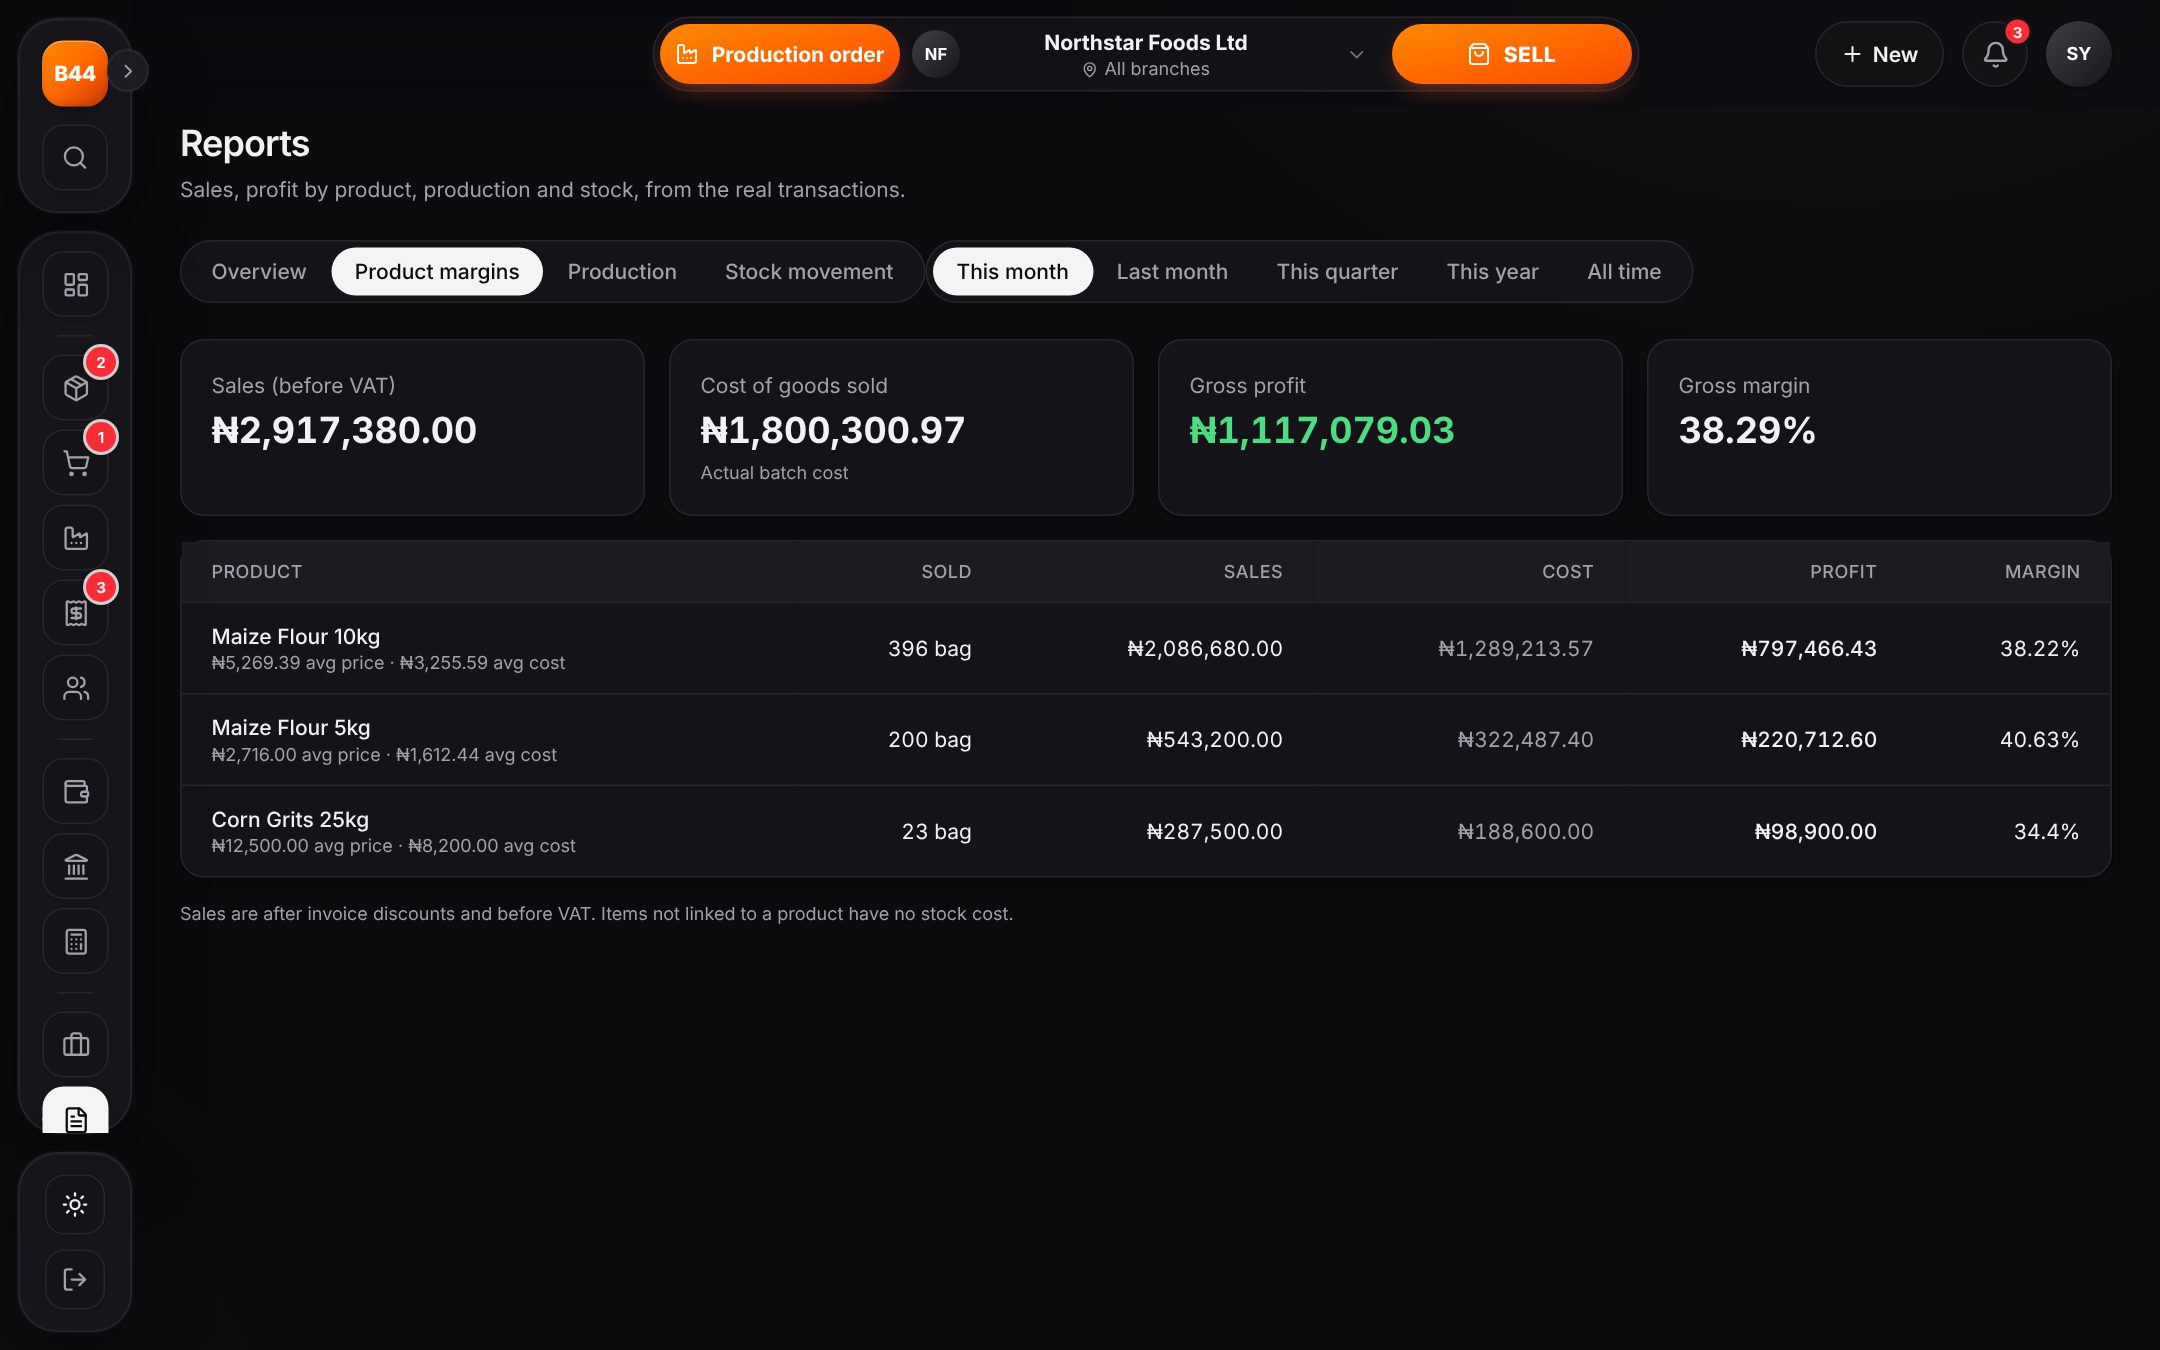 B44
Production order
NF
Northstar Foods Ltd
All branches
SELL
New
3
SY
Reports
Sales, profit by product, production and stock, from the real transactions.
Overview
Product margins
Production
Stock movement
This month
Last month
This quarter
This year
All time
2
1
3
Sales (before VAT)
₦2,917,380.00
Cost of goods sold
₦1,800,300.97
Actual batch cost
Gross profit
₦1,117,079.03
Gross margin
38.29%
PRODUCT SOLD SALES COST PROFIT MARGIN
Maize Flour 10kg
₦5,269.39 avg price · ₦3,255.59 avg cost
396 bag ₦2,086,680.00 ₦1,289,213.57 ₦797,466.43 38.22%
Maize Flour 5kg
₦2,716.00 avg price · ₦1,612.44 avg cost
200 bag ₦543,200.00 ₦322,487.40 ₦220,712.60 40.63%
Corn Grits 25kg
₦12,500.00 avg price · ₦8,200.00 avg cost
23 bag ₦287,500.00 ₦188,600.00 ₦98,900.00 34.4%
Sales are after invoice discounts and before VAT. Items not linked to a product have no stock cost.